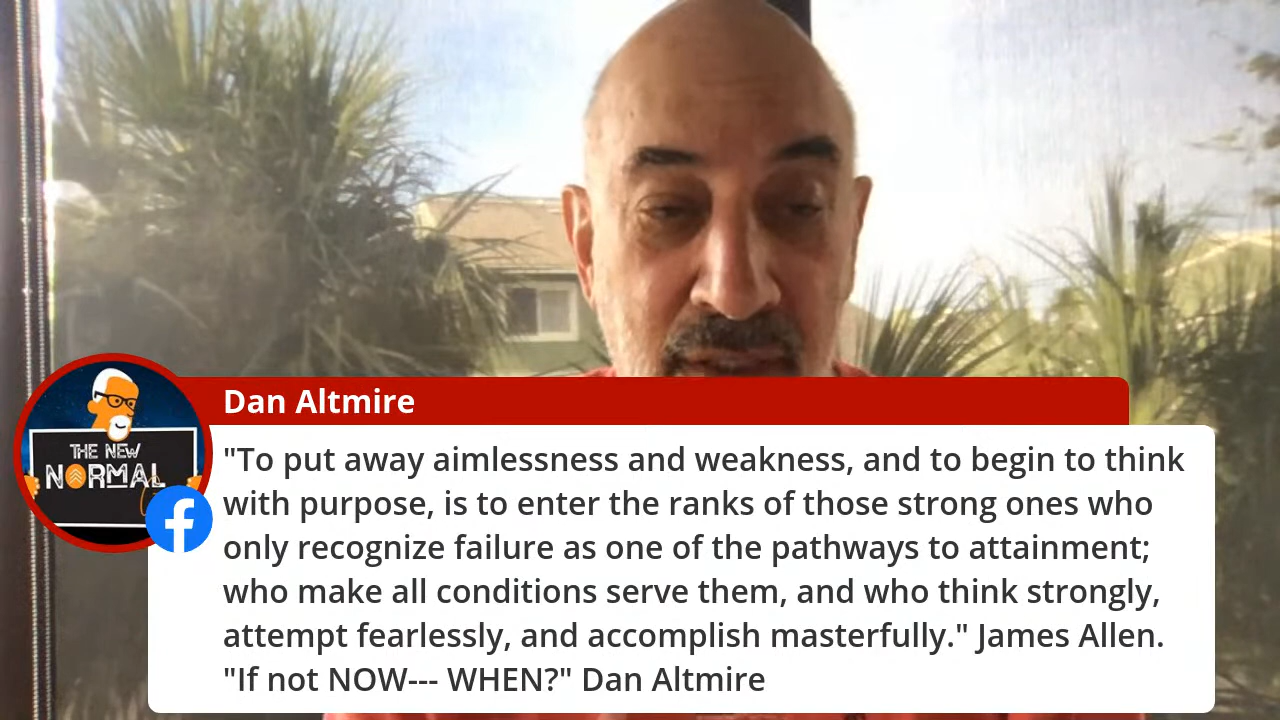 Dan Altmire
THE NEW
NORMAL
"To put away aimlessness and weakness, and to begin to think
with purpose, is to enter the ranks of those strong ones who
only recognize failure as one of the pathways to attainment;
who make all conditions serve them, and who think strongly,
attempt fearlessly, and accomplish masterfully." James Allen.
"If not NOW--- WHEN?" Dan Altmire